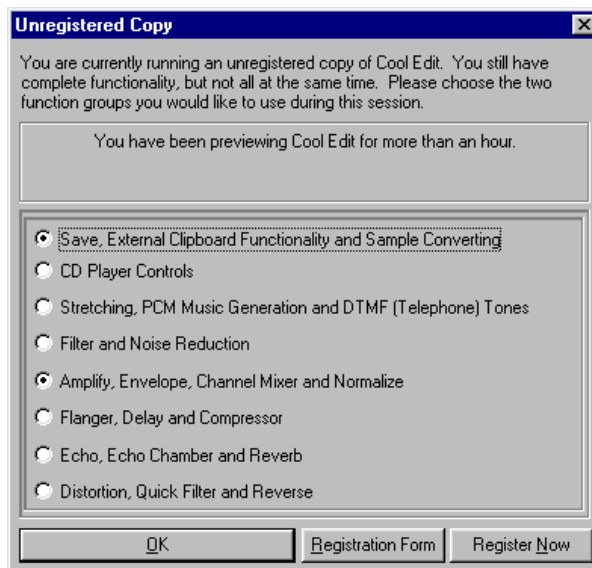 Unregistered Copy
You are currently running an unregistered copy of Cool Edit.  You still have
complete functionality, but not all at the same time.  Please choose the two
function groups you would like to use during this session.
You have been previewing Cool Edit for more than an hour.
Save, External Clipboard Functionality and Sample Converting
CD Player Controls
Stretching, PCM Music Generation and DTMF (Telephone) Tones
Filter and Noise Reduction
Amplify, Envelope, Channel Mixer and Normalize
Flanger, Delay and Compressor
Echo, Echo Chamber and Reverb
Distortion, Quick Filter and Reverse
OK
Registration Form
Register Now